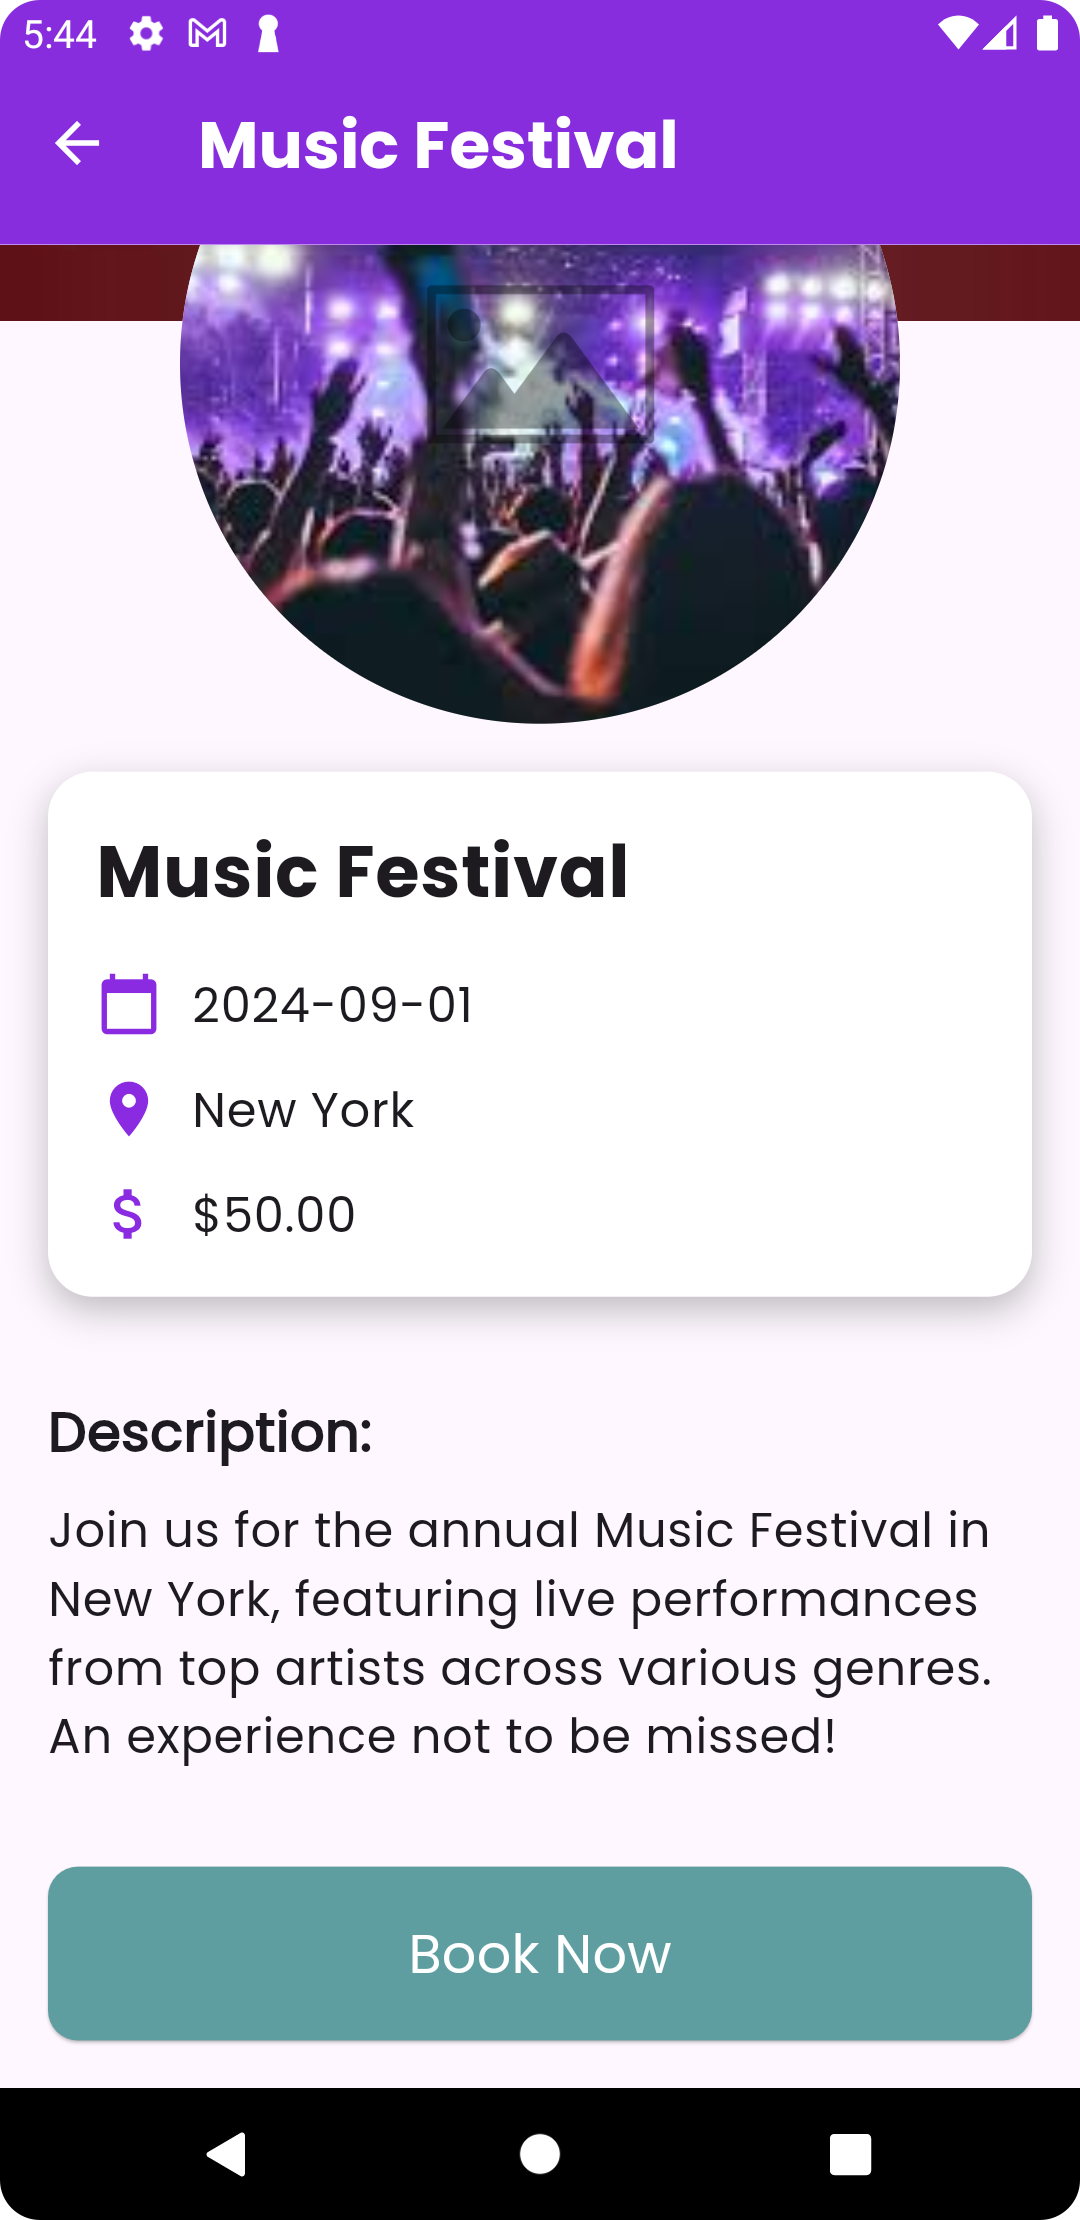 5:44
Music Festival
Music Festival
2024-09-01
New York
$50.00
Description:
Join us for the annual Music Festival in
New York, featuring live performances
from top artists across various genres.
An experience not to be missed!
Book Now